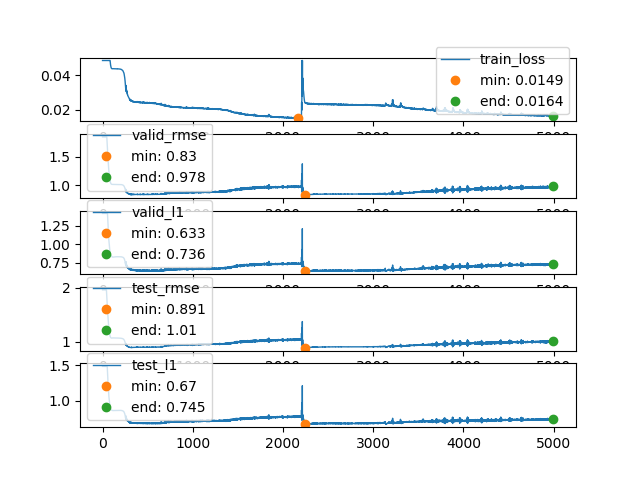 train_loss
min: 0.0149
end: 0.0164
0.04
0.02
valid_rmse
min: 0.83
end: 0.978
1.5
1.0
valid_l1
min: 0.633
end: 0.736
1.25
1.00
0.75
test_rmse
min: 0.891
end: 1.01
2
1
test_l1
min: 0.67
end: 0.745
1.5
1.0
0 1000 2000 3000 4000 5000